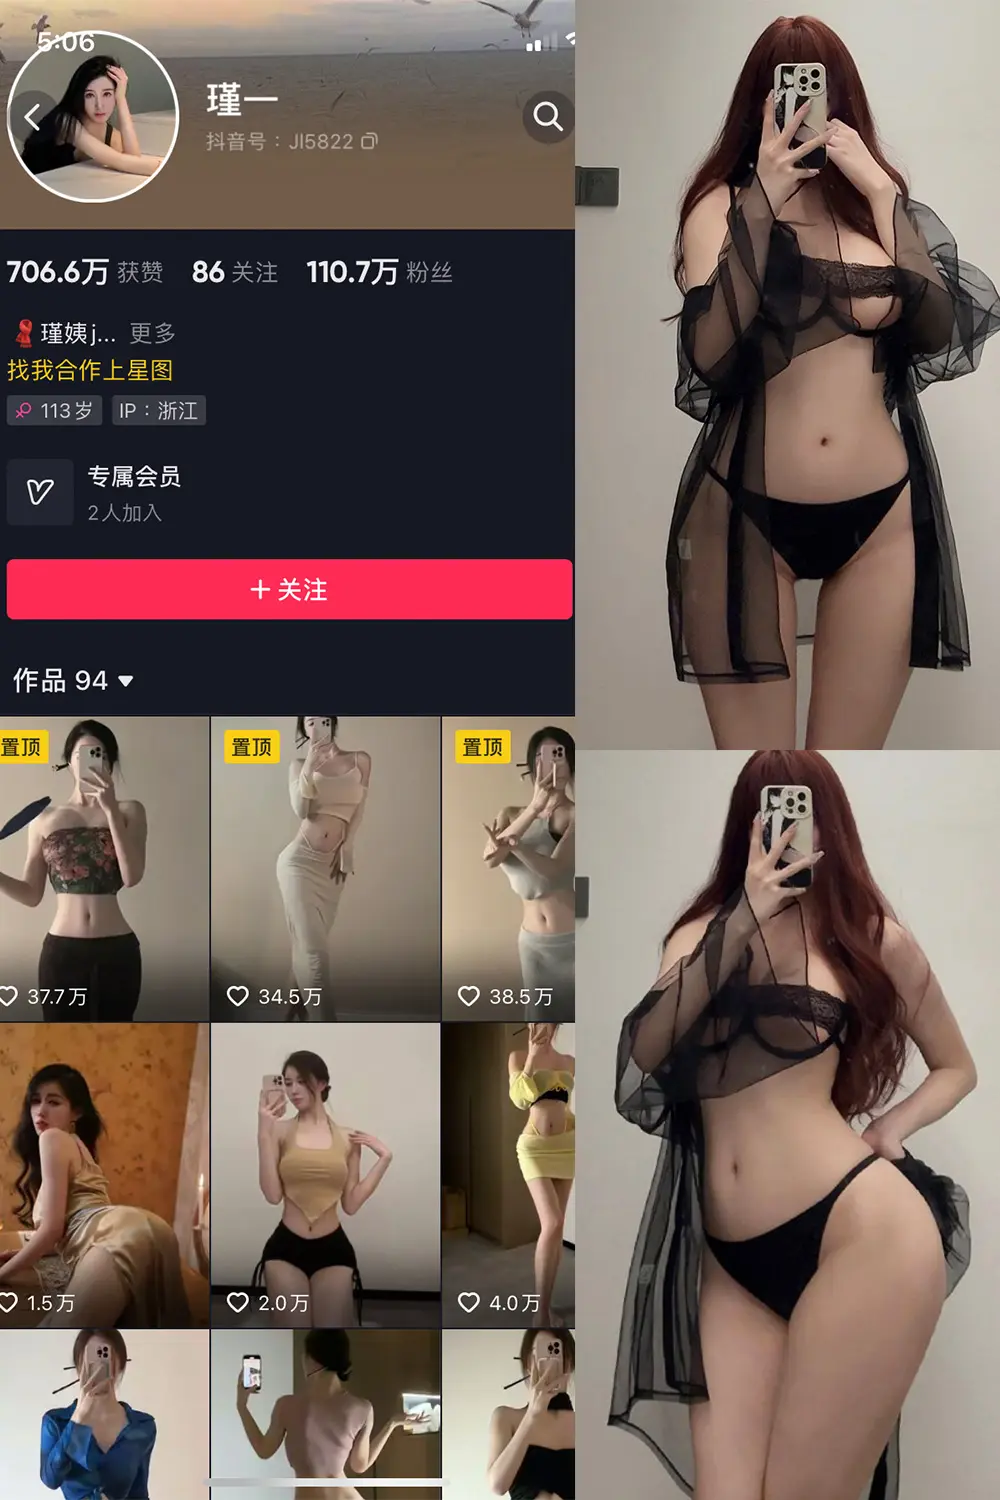 5:06
瑾一
抖音号：JI5822
706.6万 获赞 86 关注 110.7万 粉丝
瑾姨j... 更多
找我合作上星图
113岁 IP：浙江
专属会员
2人加入
+ 关注
作品 94
置顶 置顶 置顶
37.7万 34.5万 38.5万
1.5万 2.0万 4.0万